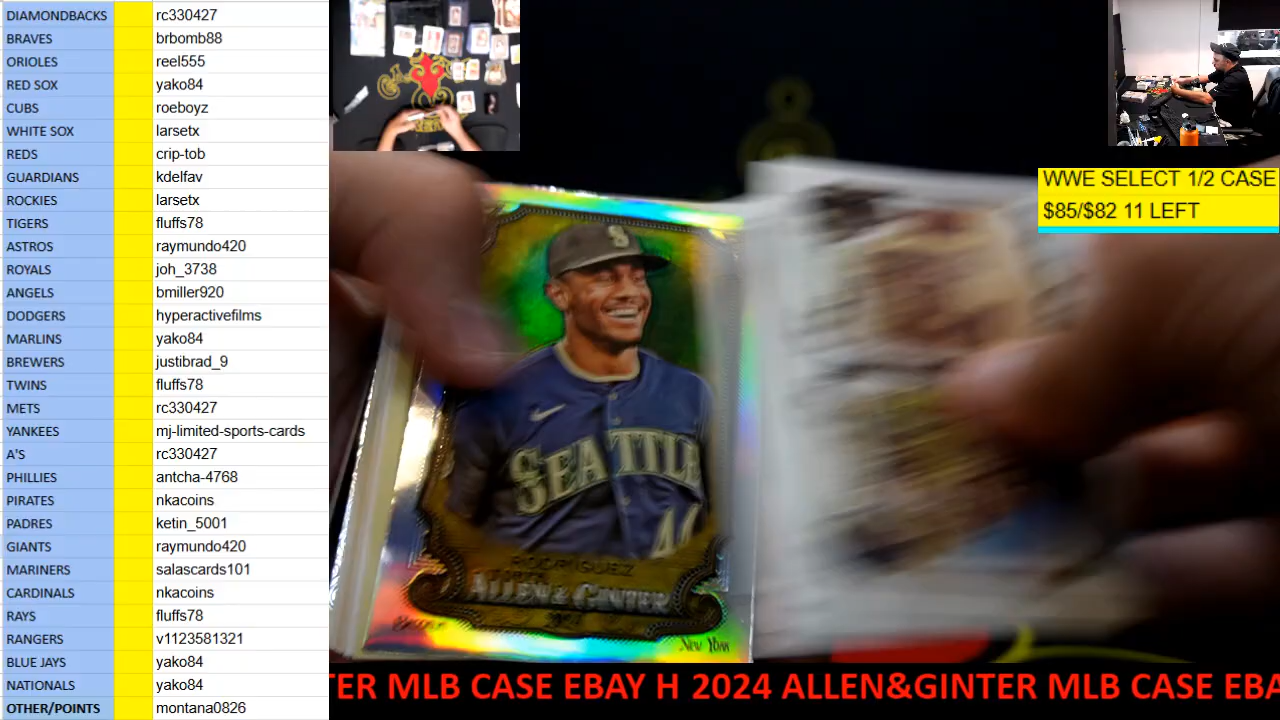 DIAMONDBACKS rc330427
BRAVES brbomb88
ORIOLES reel555
RED SOX yako84
CUBS roeboyz
WHITE SOX larsetx
REDS crip-tob
GUARDIANS kdelfav
ROCKIES larsetx
TIGERS fluffs78
ASTROS raymundo420
ROYALS joh_3738
ANGELS bmiller920
DODGERS hyperactivefilms
MARLINS yako84
BREWERS justibrad_9
TWINS fluffs78
METS rc330427
YANKEES mj-limited-sports-cards
A'S rc330427
PHILLIES antcha-4768
PIRATES nkacoins
PADRES ketin_5001
GIANTS raymundo420
MARINERS salascards101
CARDINALS nkacoins
RAYS fluffs78
RANGERS v1123581321
BLUE JAYS yako84
NATIONALS yako84
OTHER/POINTS montana0826
WWE SELECT 1/2 CASE
$85/$82 11 LEFT
S
SEATTLE
44
RODRÍGUEZ
ALLEN & GINTER
New York
TER MLB CASE EBAY H 2024 ALLEN&GINTER MLB CASE EBA